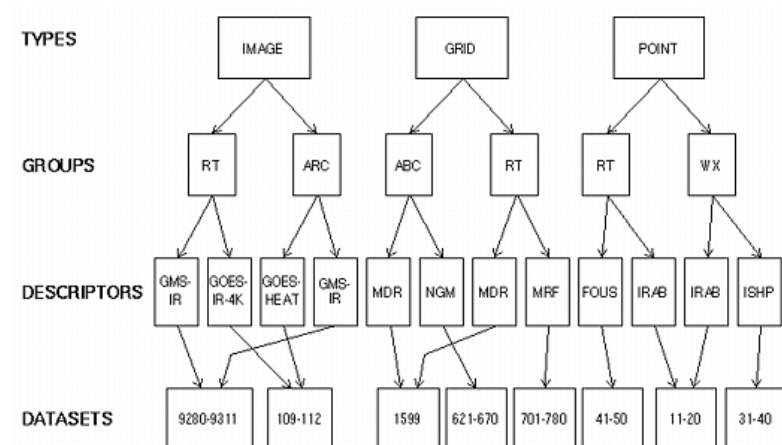 TYPES
IMAGE
GRID
POINT
GROUPS
RT
ARC
ABC
RT
RT
WX
DESCRIPTORS
GMS-
IR
GOES-
IR-4K
GOES-
HEAT
GMS-
IR
MDR
NGM
MDR
MRF
FOUS
IRAB
IRAB
ISHP
DATASETS
9280-9311
109-112
1599
621-670
701-780
41-50
11-20
31-40